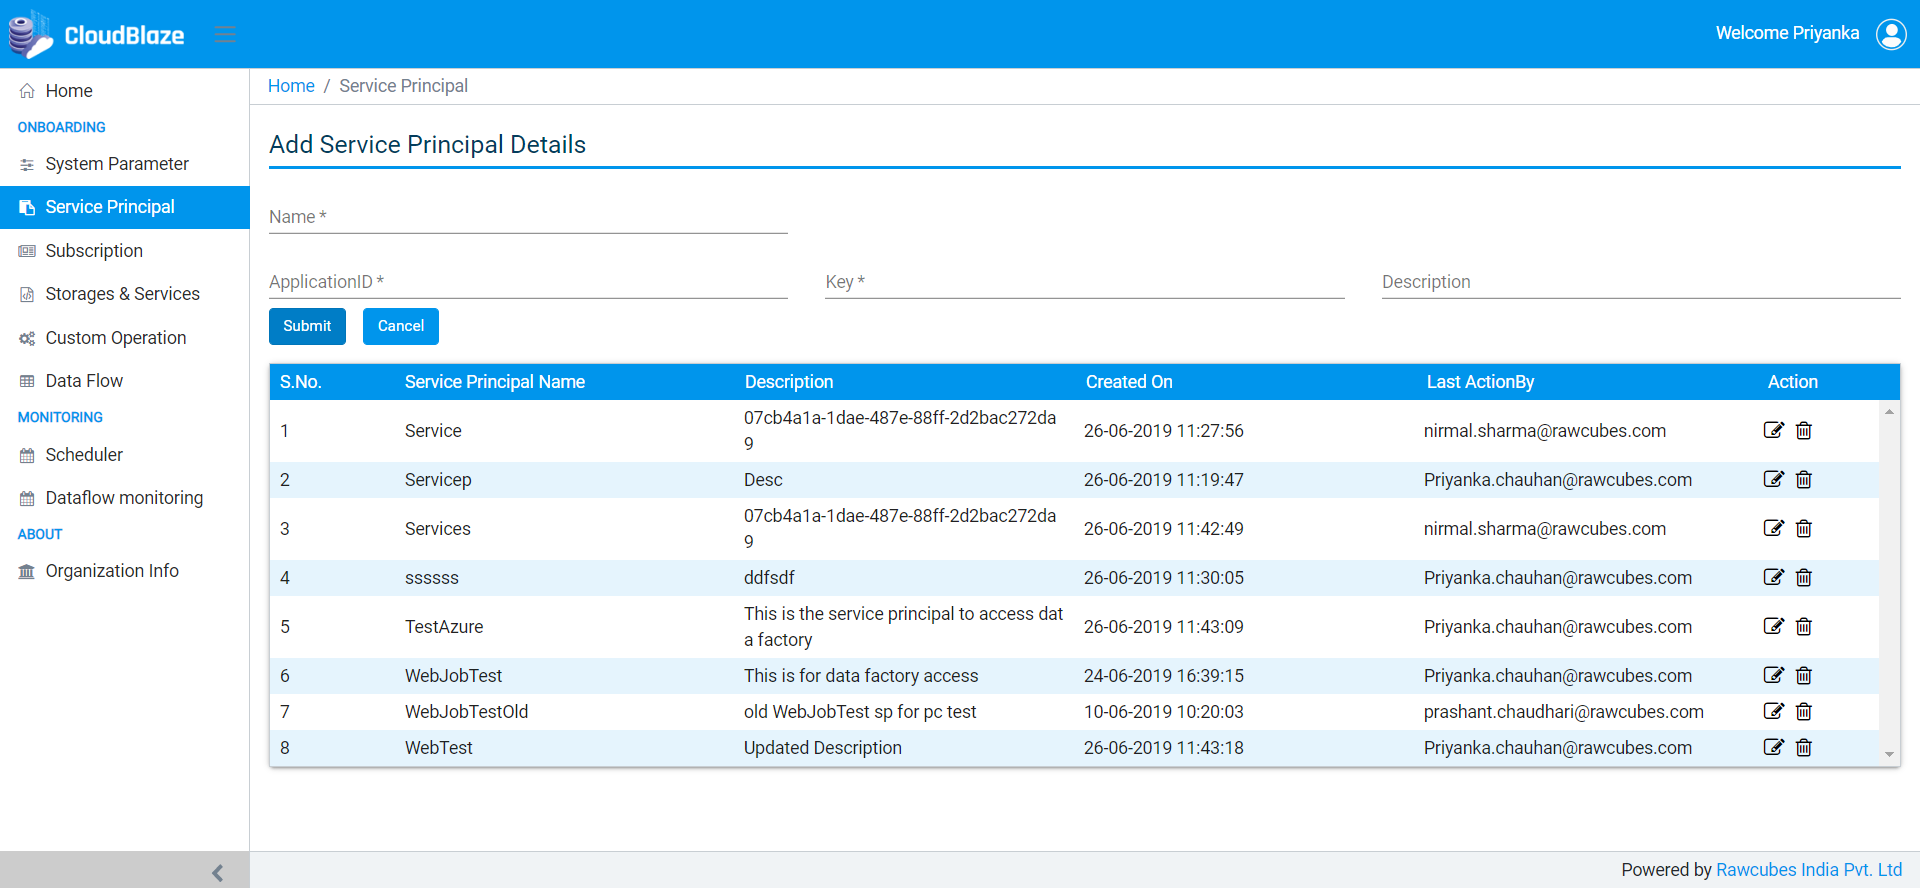 CloudBlaze
Welcome Priyanka
Home
ONBOARDING
System Parameter
Service Principal
Subscription
Storages & Services
Custom Operation
Data Flow
MONITORING
Scheduler
Dataflow monitoring
ABOUT
Organization Info
Home / Service Principal
Add Service Principal Details
Name *
ApplicationID * Key * Description
Submit Cancel
S.No. Service Principal Name Description Created On Last ActionBy Action
1 Service 07cb4a1a-1dae-487e-88ff-2d2bac272da 26-06-2019 11:27:56 nirmal.sharma@rawcubes.com
9
2 Servicep Desc 26-06-2019 11:19:47 Priyanka.chauhan@rawcubes.com
3 Services 07cb4a1a-1dae-487e-88ff-2d2bac272da 26-06-2019 11:42:49 nirmal.sharma@rawcubes.com
9
4 ssssss ddfsdf 26-06-2019 11:30:05 Priyanka.chauhan@rawcubes.com
5 TestAzure This is the service principal to access dat 26-06-2019 11:43:09 Priyanka.chauhan@rawcubes.com
a factory
6 WebJobTest This is for data factory access 24-06-2019 16:39:15 Priyanka.chauhan@rawcubes.com
7 WebJobTestOld old WebJobTest sp for pc test 10-06-2019 10:20:03 prashant.chaudhari@rawcubes.com
8 WebTest Updated Description 26-06-2019 11:43:18 Priyanka.chauhan@rawcubes.com
Powered by Rawcubes India Pvt. Ltd